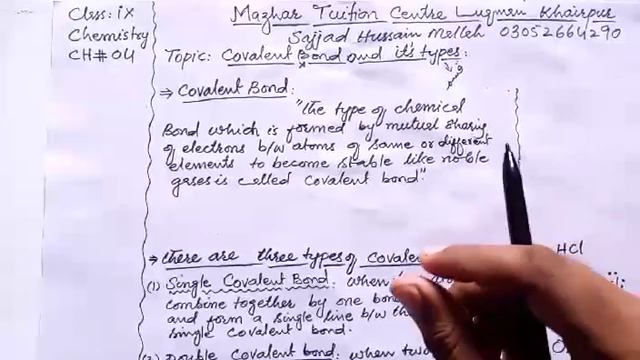 Class: iX
Mazhar Tuition Centre Luqman Khairpur
Chemistry
Sajjad Hussain Melleh 03052664290
CH# 04
Topic: Covalent Bond and it's types:
⇒ Covalent Bond:
"The type of chemical
Bond which is formed by mutual sharing
of electrons b/w atoms of same or different
elements to become stable like noble
gases is called covalent bond".
⇒ there are three types of covalent
HCl
(1) Single Covalent Bond: when
combine together by one bon
and form a single line b/w th
single covalent bond.
(2) Double covalent bond: when two